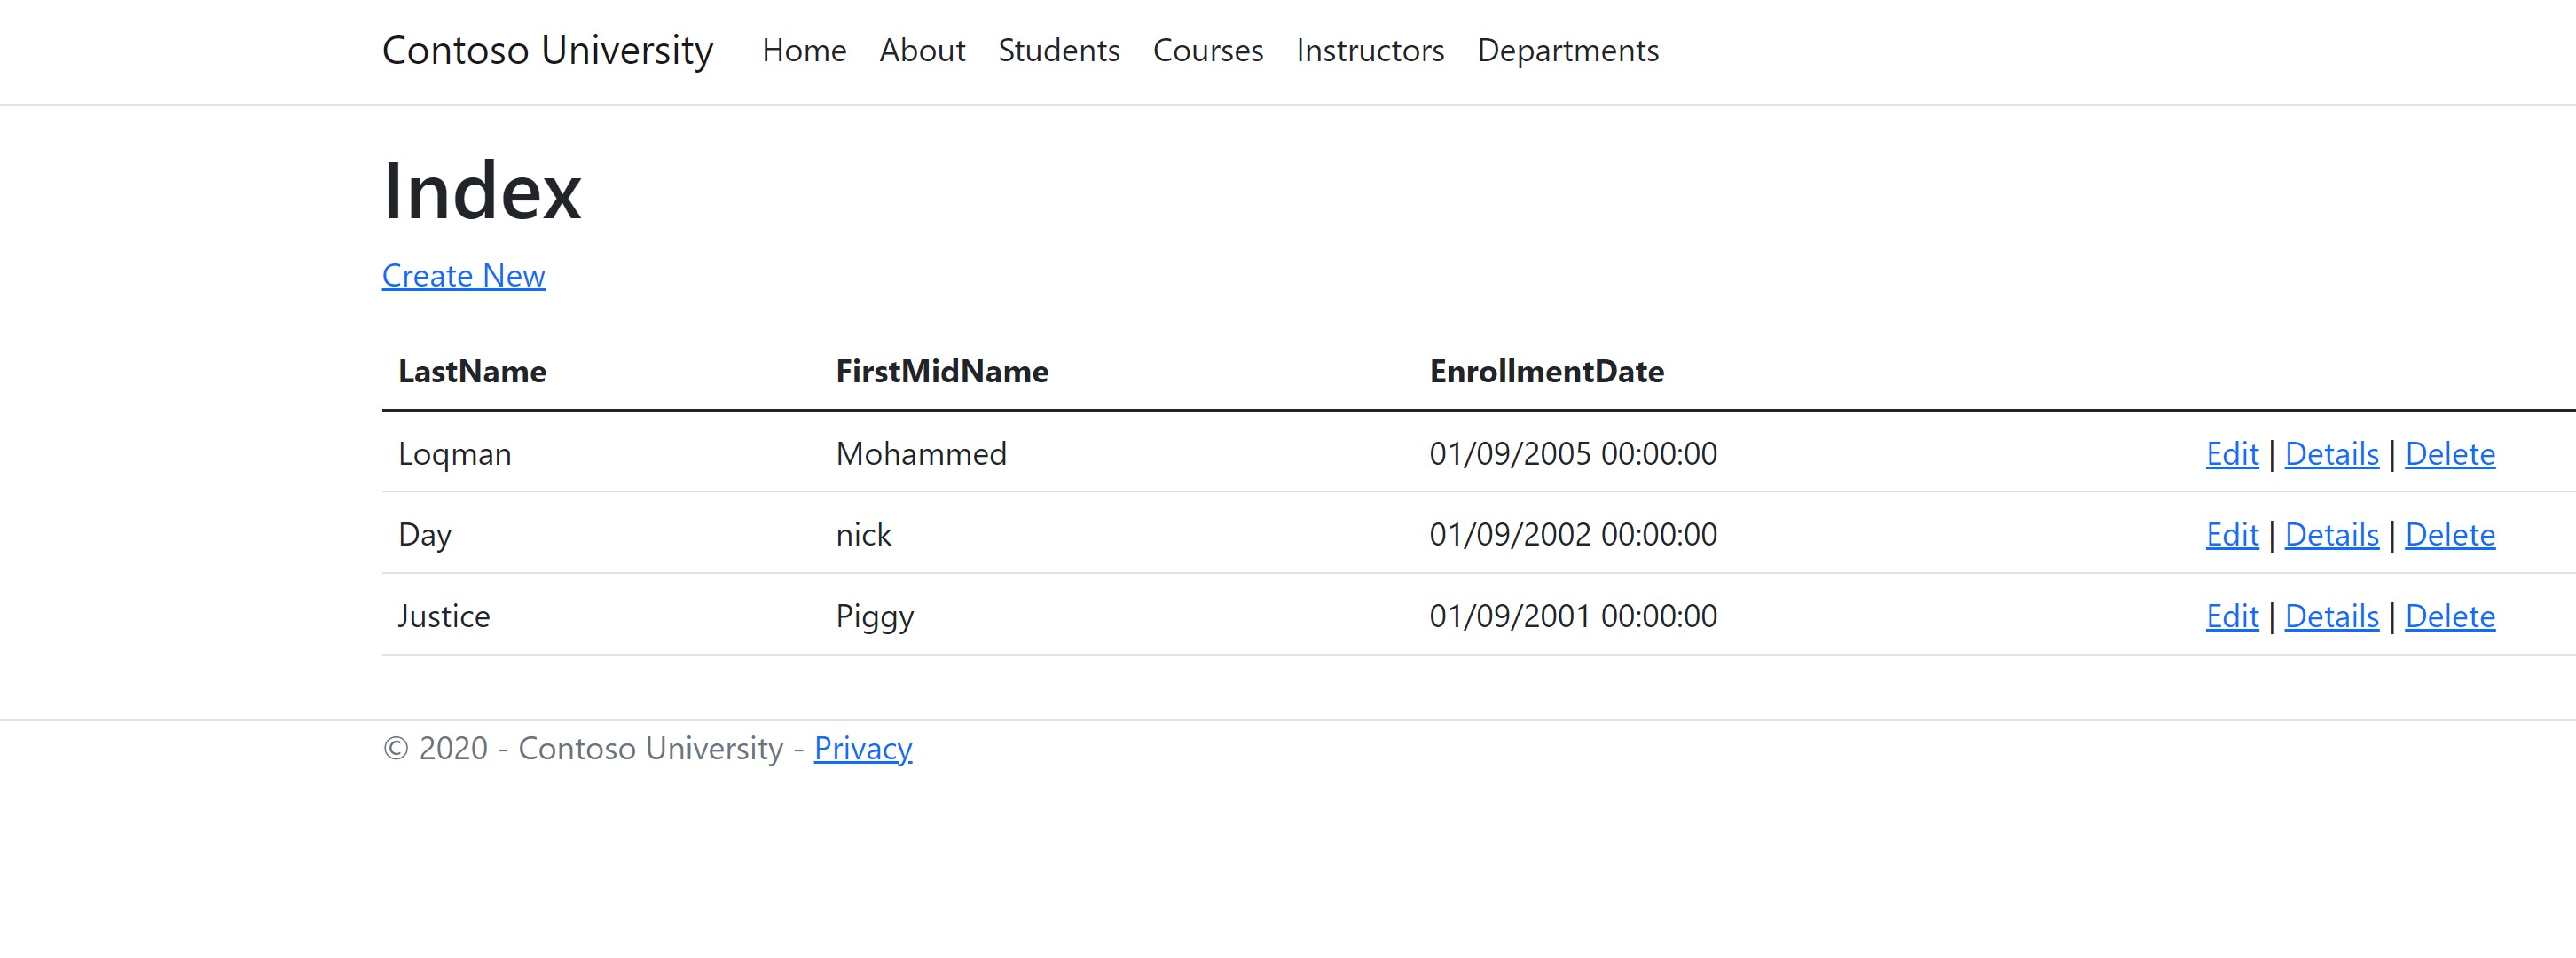 Contoso University Home About Students Courses Instructors Departments
Index
Create New
LastName FirstMidName EnrollmentDate
Loqman Mohammed 01/09/2005 00:00:00 Edit | Details | Delete
Day nick 01/09/2002 00:00:00 Edit | Details | Delete
Justice Piggy 01/09/2001 00:00:00 Edit | Details | Delete
© 2020 - Contoso University - Privacy